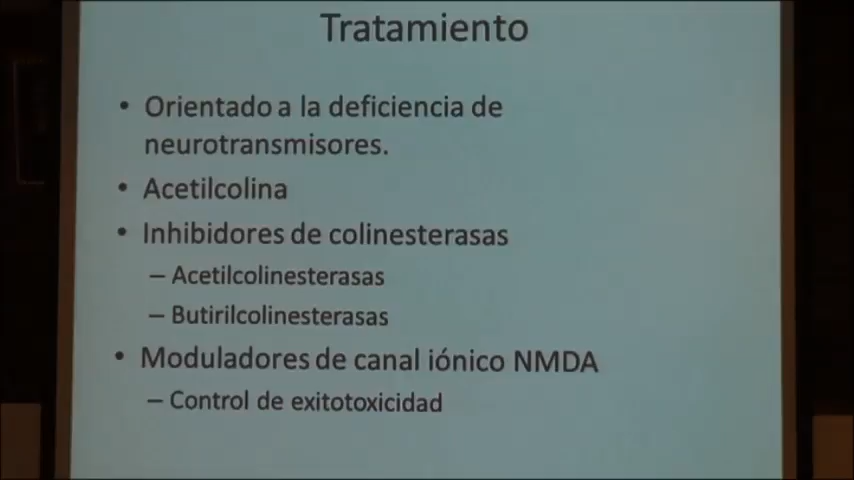 Tratamiento
• Orientado a la deficiencia de
neurotransmisores.
• Acetilcolina
• Inhibidores de colinesterasas
– Acetilcolinesterasas
– Butirilcolinesterasas
• Moduladores de canal iónico NMDA
– Control de exitotoxicidad